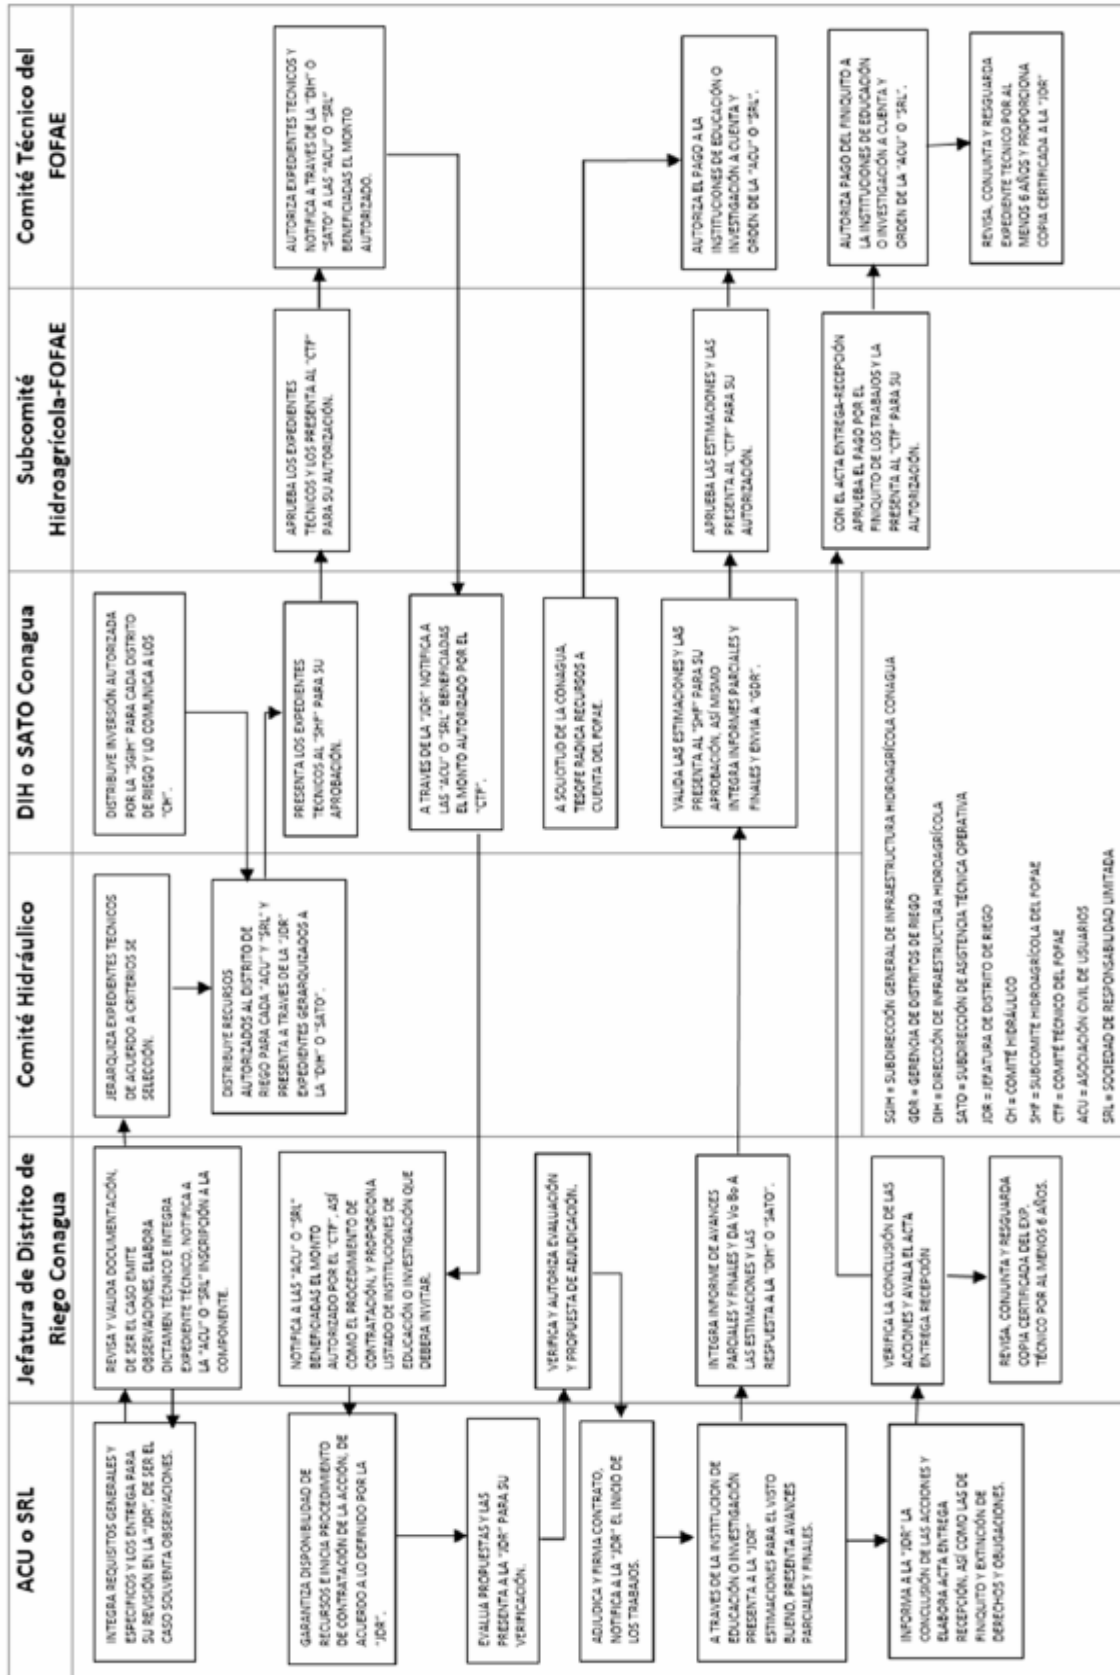 ACU o SRL
INTEGRA REQUISITOS GENERALES Y
ESPECIFICOS Y LOS ENTREGA PARA
SU REVISIÓN EN LA "JDR", DE SER EL
CASO SOLVENTA OBSERVACIONES.
GARANTIZA DISPONIBILIDAD DE
RECURSOS E INICIA PROCEDIMIENTO
DE CONTRATACIÓN DE LA ACCIÓN, DE
ACUERDO A LO DEFINIDO POR LA
"JDR".
EVALUA PROPUESTAS Y LAS
PRESENTA A LA "JDR" PARA SU
VERIFICACIÓN.
ADJUDICA Y FIRMA CONTRATO,
NOTIFICA A LA "JDR" EL INICIO DE
LOS TRABAJOS.
A TRAVES DE LA INSTITUCION DE
EDUCACIÓN O INVESTIGACIÓN
PRESENTA A LA "JDR"
ESTIMACIONES PARA EL VISTO
BUENO, PRESENTA AVANCES
PARCIALES Y FINALES.
INFORMA A LA "JDR" LA
CONCLUSIÓN DE LAS ACCIONES Y
ELABORA ACTA ENTREGA
RECEPCIÓN, ASÍ COMO LAS DE
FINIQUITO Y EXTINCIÓN DE
DERECHOS Y OBLIGACIONES.
Jefatura de Distrito de
Riego Conagua
REVISA Y VALIDA DOCUMENTACIÓN,
DE SER EL CASO EMITE
OBSERVACIONES, ELABORA
DICTAMEN TÉCNICO E INTEGRA
EXPEDIENTE TÉCNICO, NOTIFICA A
LA "ACU" O "SRL" INSCRIPCIÓN A LA
COMPONENTE.
NOTIFICA A LAS "ACU" O "SRL"
BENEFICIADAS EL MONTO
AUTORIZADO POR EL "CTF", ASÍ
COMO EL PROCEDIMIENTO DE
CONTRATACIÓN, Y PROPORCIONA
LISTADO DE INSTITUCIONES DE
EDUCACIÓN O INVESTIGACIÓN QUE
DEBERA INVITAR.
VERIFICA Y AUTORIZA EVALUACIÓN
Y PROPUESTA DE ADJUDICACIÓN.
INTEGRA INFORME DE AVANCES
PARCIALES Y FINALES Y DA Vo Bo A
LAS ESTIMACIONES Y LAS
RESPUESTA A LA "DIH" O "SATO".
VERIFICA LA CONCLUSIÓN DE LAS
ACCIONES Y AVALA EL ACTA
ENTREGA RECEPCIÓN
REVISA, CONJUNTA Y RESGUARDA
COPIA CERTIFICADA DEL EXP.
TÉCNICO POR AL MENOS 6 AÑOS.
Comité Hidráulico
JERARQUIZA EXPEDIENTES TECNICOS
DE ACUERDO A CRITERIOS SE
SELECCIÓN.
DISTRIBUYE RECURSOS
AUTORIZADOS AL DISTRITO DE
RIEGO PARA CADA "ACU" Y "SRL" Y
PRESENTA A TRAVES DE LA "JDR"
EXPEDIENTES GERARQUIZADOS A
LA "DIH" O "SATO".
DIH o SATO Conagua
DISTRIBUYE INVERSIÓN AUTORIZADA
POR LA "SGIH" PARA CADA DISTRITO
DE RIEGO Y LO COMUNICA A LOS
"CH".
PRESENTA LOS EXPEDIENTES
TECNICOS AL "SHF" PARA SU
APROBACIÓN.
A TRAVES DE LA "JDR" NOTIFICA A
LAS "ACU" O "SRL" BENEFICIADAS
EL MONTO AUTORIZADO POR EL
"CTF".
A SOLICITUD DE LA CONAGUA,
TESOFE RADICA RECURSOS A
CUENTA DEL FOFAE.
VALIDA LAS ESTIMACIONES Y LAS
PRESENTA AL "SHF" PARA SU
APROBACIÓN, ASÍ MISMO
INTEGRA INFORMES PARCIALES Y
FINALES Y ENVIA A "GDR".
Subcomité
Hidroagrícola-FOFAE
APRUEBA LOS EXPEDIENTES
TECNICOS Y LOS PRESENTA AL "CTF"
PARA SU AUTORIZACIÓN.
APRUEBA LAS ESTIMACIONES Y LAS
PRESENTA AL "CTF" PARA SU
AUTORIZACIÓN.
CON EL ACTA ENTREGA-RECEPCIÓN
APRUEBA EL PAGO POR EL
FINIQUITO DE LOS TRABAJOS Y LA
PRESENTA AL "CTF" PARA SU
AUTORIZACIÓN.
Comité Técnico del
FOFAE
AUTORIZA EXPEDIENTES TECNICOS Y
NOTIFICA A TRAVES DE LA "DIH" O
"SATO" A LAS "ACU" O "SRL"
BENEFICIADAS EL MONTO
AUTORIZADO.
AUTORIZA EL PAGO A LA
INSTITUCIONES DE EDUCACIÓN O
INVESTIGACIÓN A CUENTA Y
ORDEN DE LA "ACU" O "SRL".
AUTORIZA PAGO DEL FINIQUITO A
LA INSTITUCIONES DE EDUCACIÓN
O INVESTIGACIÓN A CUENTA Y
ORDEN DE LA "ACU" O "SRL".
REVISA, CONJUNTA Y RESGUARDA
EXPEDIENTE TECNICO POR AL
MENOS 6 AÑOS Y PROPORCIONA
COPIA CERTIFICADA A LA "JDR"
SGIH = SUBDIRECCIÓN GENERAL DE INFRAESTRUCTURA HIDROAGRÍCOLA CONAGUA
GDR = GERENCIA DE DISTRITOS DE RIEGO
DIH = DIRECCIÓN DE INFRAESTRUCTURA HIDROAGRÍCOLA
SATO = SUBDIRECCIÓN DE ASISTENCIA TÉCNICA OPERATIVA
JDR = JEFATURA DE DISTRITO DE RIEGO
CH = COMITÉ HIDRÁULICO
SHF = SUBCOMITE HIDROAGRÍCOLA DEL FOFAE
CTF = COMITÉ TÉCNICO DEL FOFAE
ACU = ASOCIACIÓN CIVIL DE USUARIOS
SRL = SOCIEDAD DE RESPONSABILIDAD LIMITADA